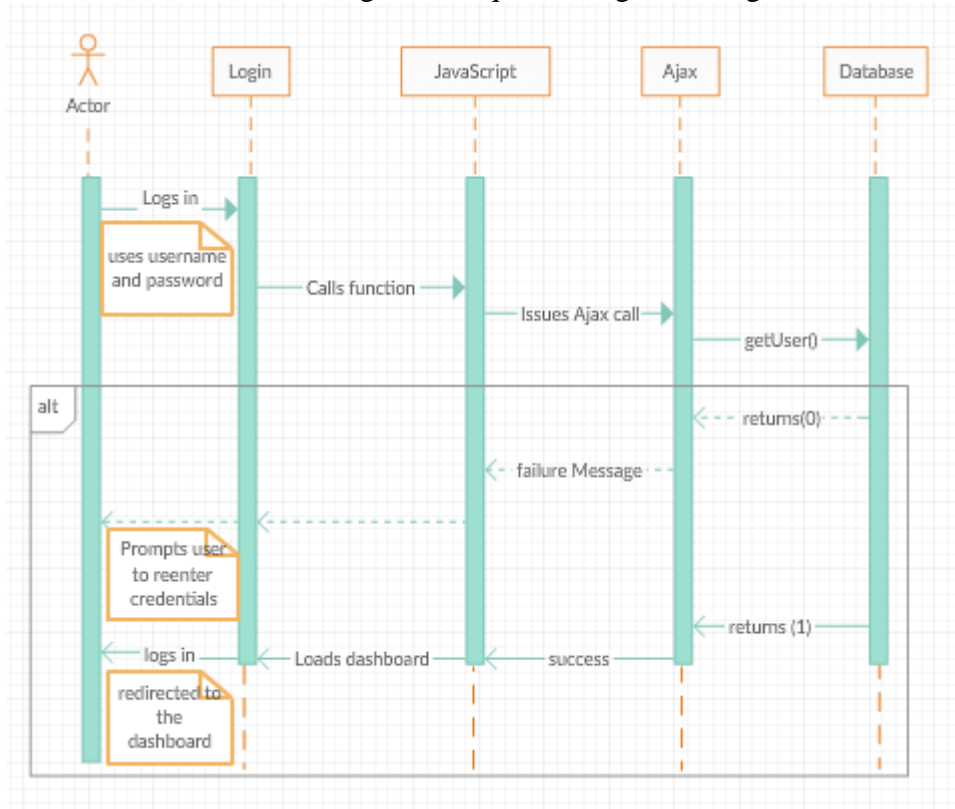 Login
JavaScript
Ajax
Database
Actor
Logs in
uses username
and password
Calls function
Issues Ajax call
getUser()
alt
returns(0)
failure Message
Prompts user
to reenter
credentials
returns (1)
logs in
Loads dashboard
success
redirected to
the
dashboard